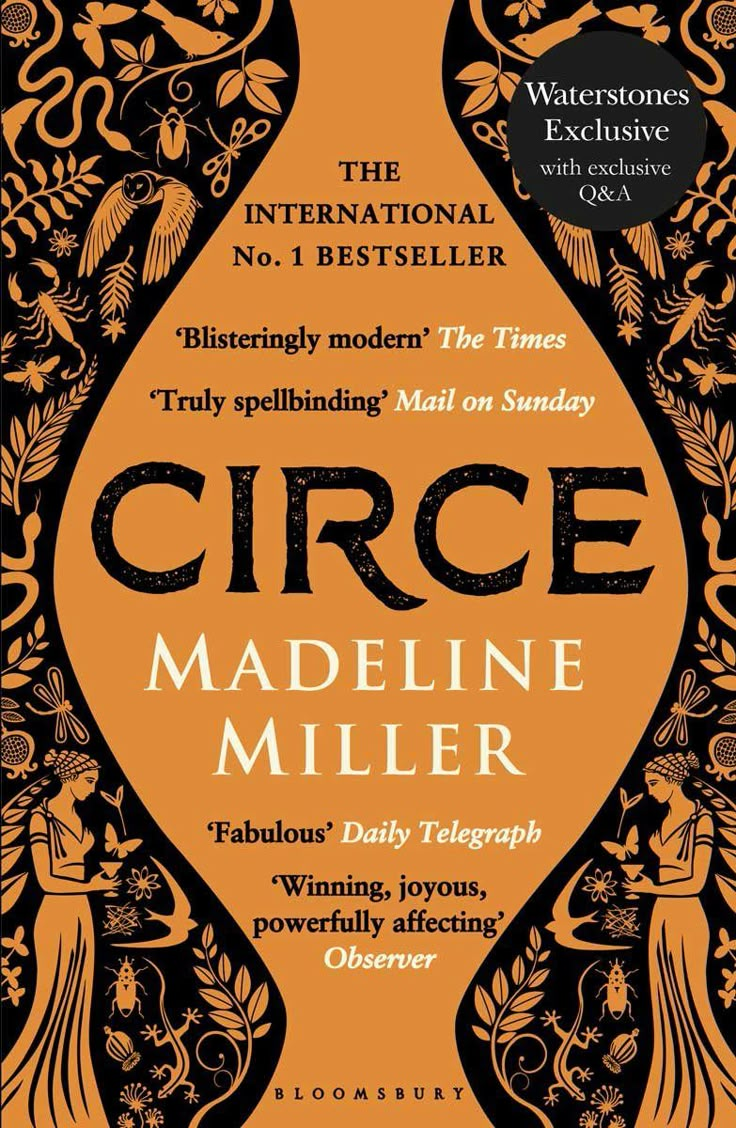 Waterstones
Exclusive
with exclusive
Q&A
THE
INTERNATIONAL
No. 1 BESTSELLER
‘Blisteringly modern’ The Times
‘Truly spellbinding’ Mail on Sunday
CIRCE
MADELINE
MILLER
‘Fabulous’ Daily Telegraph
‘Winning, joyous,
powerfully affecting’
Observer
BLOOMSBURY